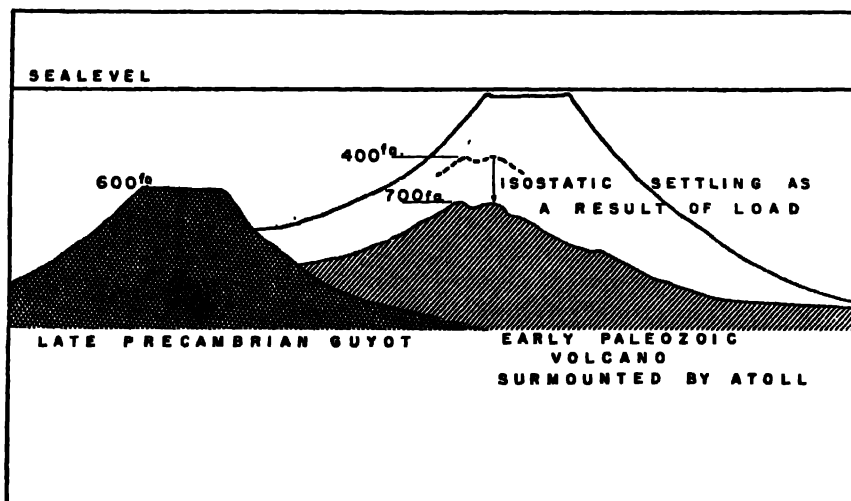 SEALEVEL
400fa.
600fa
700fa
ISOSTATIC SETTLING AS
A RESULT OF LOAD
LATE PRECAMBRIAN GUYOT
EARLY PALEOZOIC
VOLCANO
SURMOUNTED BY ATOLL